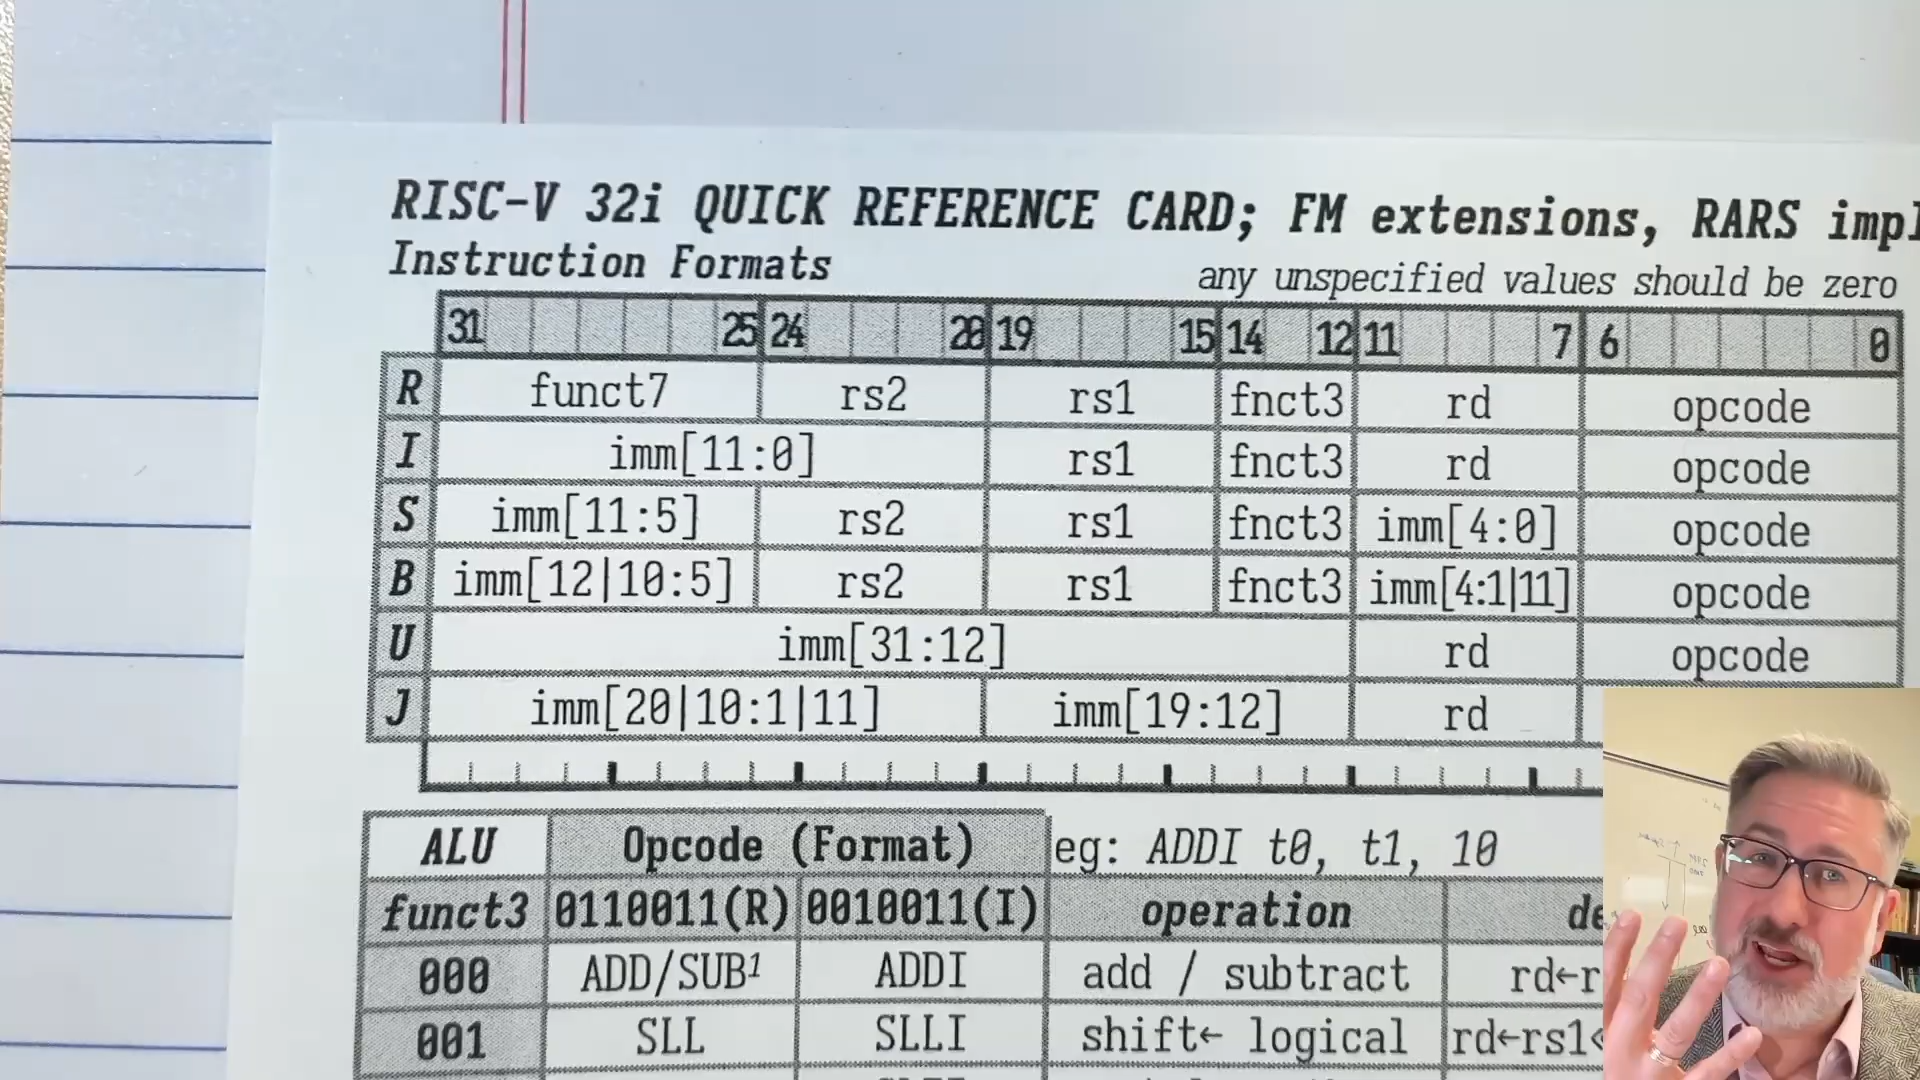 RISC-V 32i QUICK REFERENCE CARD; FM extensions, RARS impl
Instruction Formats any unspecified values should be zero
31 25 24 20 19 15 14 12 11 7 6 0
R funct7 rs2 rs1 fnct3 rd opcode
I imm[11:0] rs1 fnct3 rd opcode
S imm[11:5] rs2 rs1 fnct3 imm[4:0] opcode
B imm[12|10:5] rs2 rs1 fnct3 imm[4:1|11] opcode
U imm[31:12] rd opcode
J imm[20|10:1|11] imm[19:12] rd
ALU Opcode (Format) eg: ADDI t0, t1, 10
funct3 0110011(R) 0010011(I) operation de
000 ADD/SUB¹ ADDI add / subtract rd←r
001 SLL SLLI shift← logical rd←rs1<